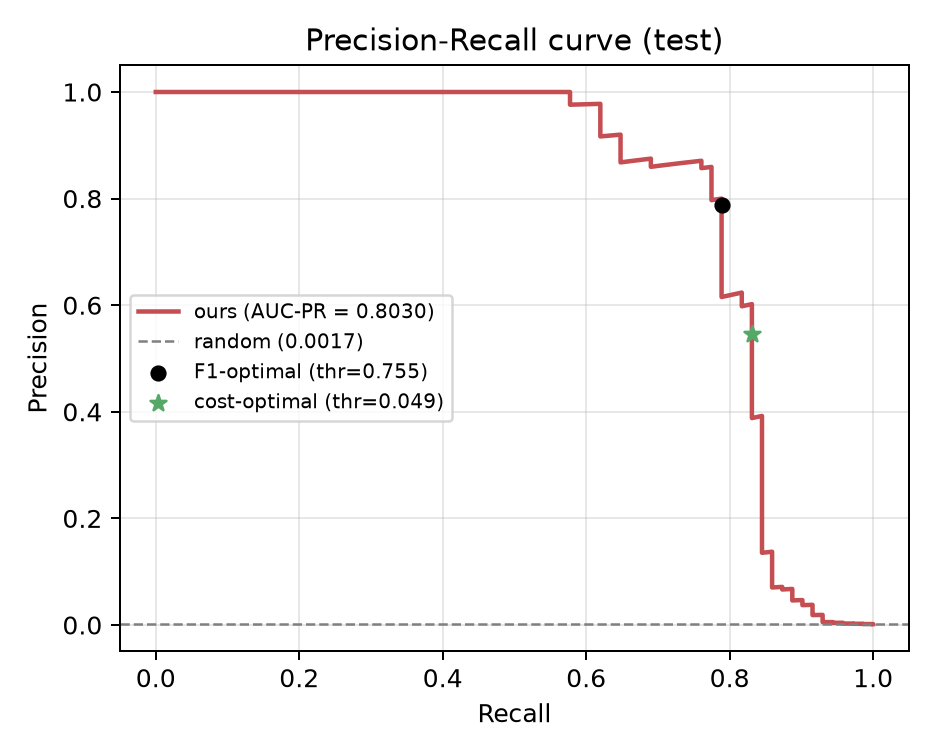 Precision-Recall curve (test)
1.0
0.8
0.6
0.4
0.2
0.0
Precision
ours (AUC-PR = 0.8030)
random (0.0017)
F1-optimal (thr=0.755)
cost-optimal (thr=0.049)
0.0 0.2 0.4 0.6 0.8 1.0
Recall